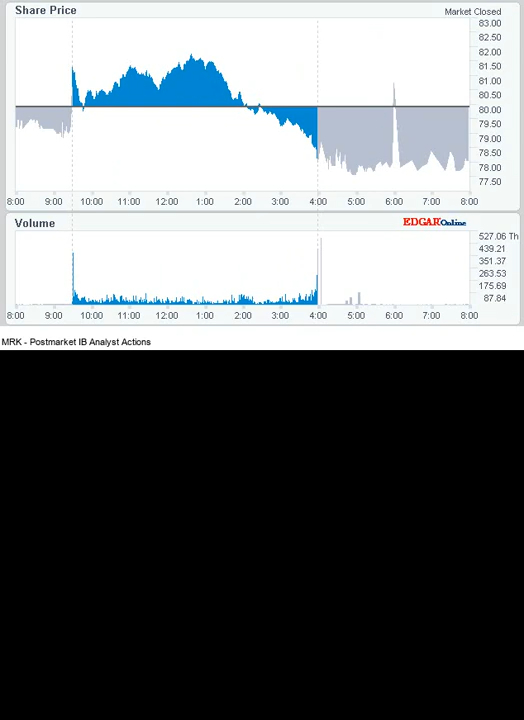 Share Price
Market Closed
83.00
82.50
82.00
81.50
81.00
80.50
80.00
79.50
79.00
78.50
78.00
77.50
8:00 9:00 10:00 11:00 12:00 1:00 2:00 3:00 4:00 5:00 6:00 7:00 8:00
Volume
EDGAR Online
527.06 Th
439.21
351.37
263.53
175.69
87.84
8:00 9:00 10:00 11:00 12:00 1:00 2:00 3:00 4:00 5:00 6:00 7:00 8:00
MRK - Postmarket IB Analyst Actions